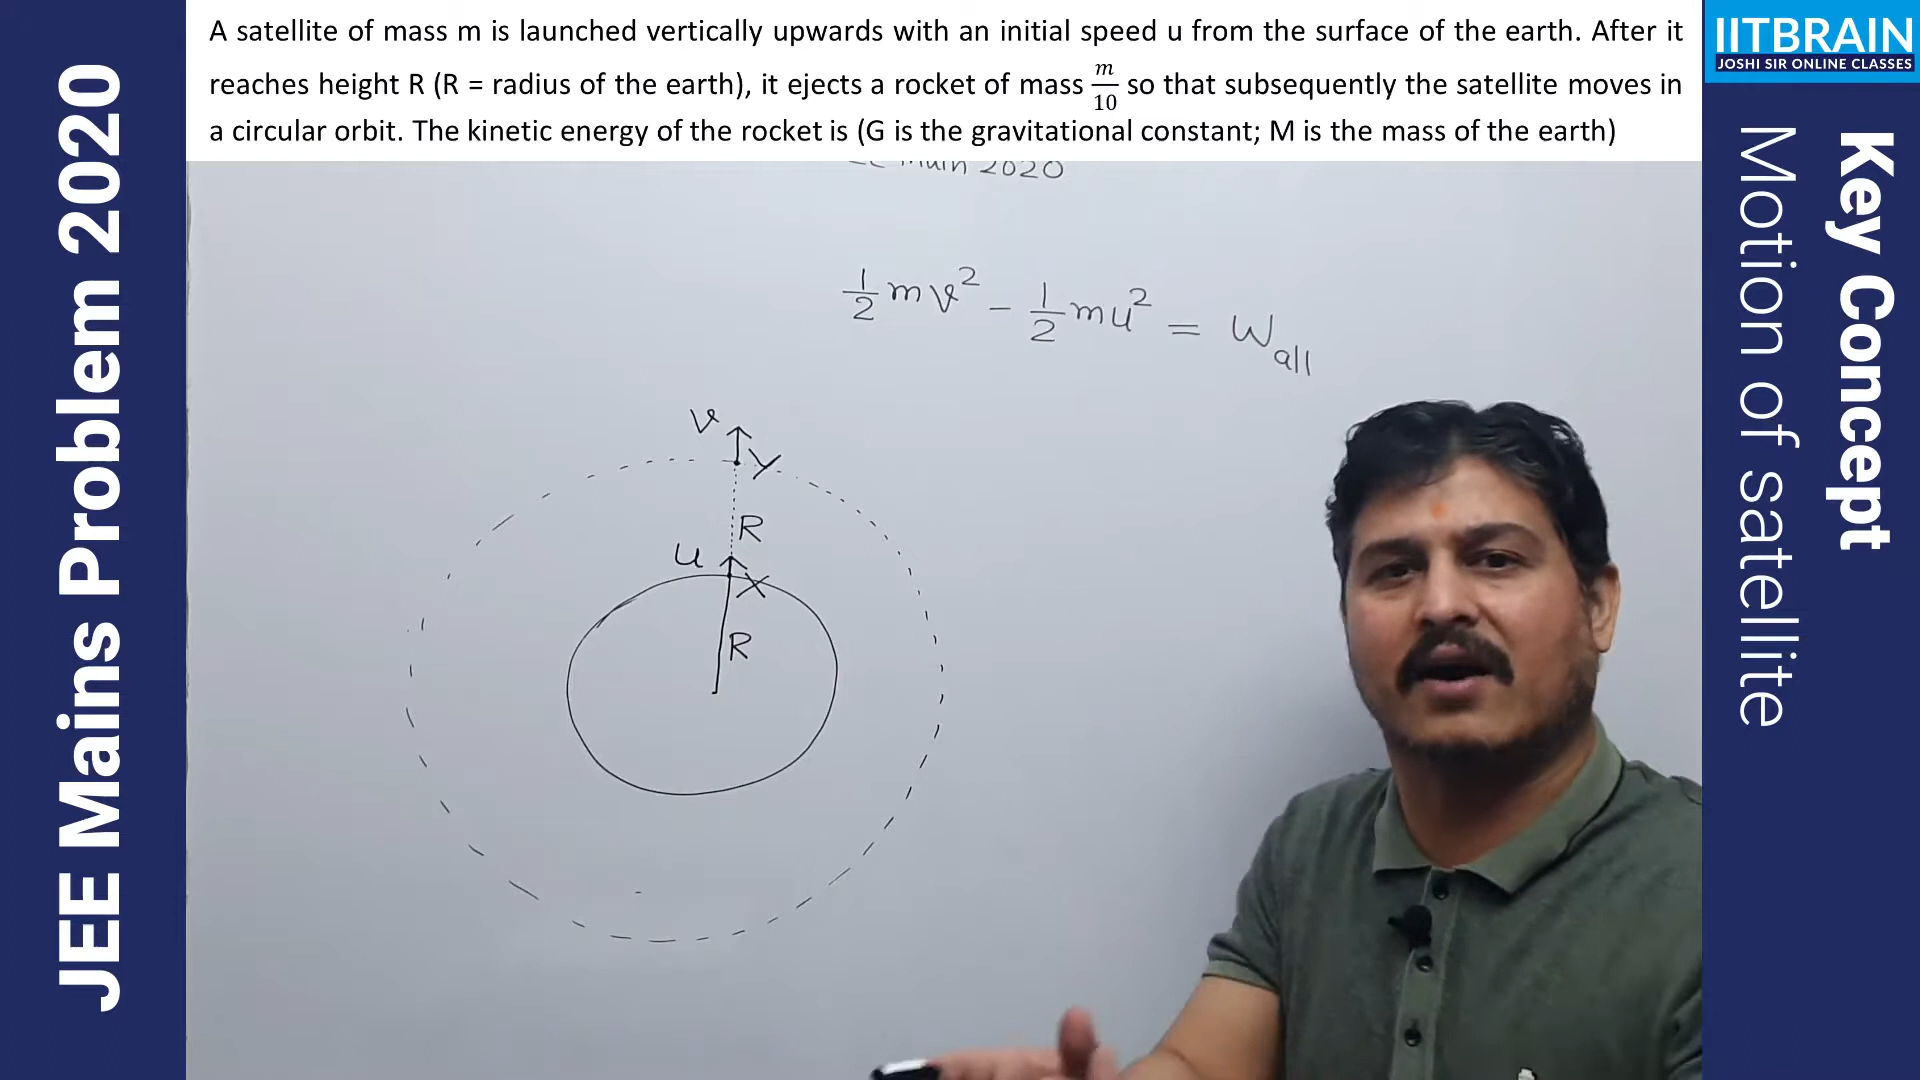 A satellite of mass m is launched vertically upwards with an initial speed u from the surface of the earth. After it
reaches height R (R = radius of the earth), it ejects a rocket of mass m/10 so that subsequently the satellite moves in
a circular orbit. The kinetic energy of the rocket is (G is the gravitational constant; M is the mass of the earth)
IITBRAIN
JOSHI SIR ONLINE CLASSES
JEE Mains Problem 2020
Key Concept
Motion of satellite
2020
1/2 mv² - 1/2 mu² = W_all
v
Y
R
u
X
R